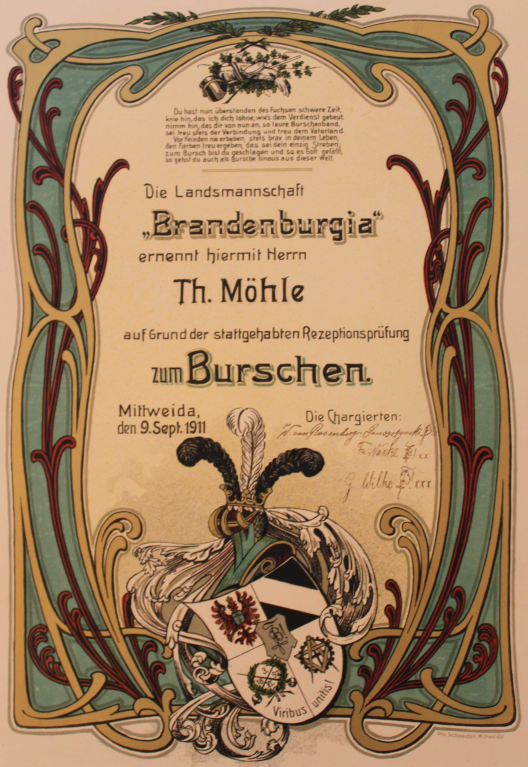 Du hast nun überstanden des Fuchsen schwere Zeit,
knie hin, das ich dich lohne, wie's dem Verdienst gebeut,
nimm hin, das dir von nun an, so teure Burschenband,
sei treu stets der Verbindung und treu dem Vaterland.
Vor Feinden nie erbeben, stets brav in deinem Leben,
den Farben treu ergeben, das sei dein einzig Streben,
zum Bursch bist du geschlagen und so es Gott gefällt,
so gehst du auch als Bursche hinaus aus dieser Welt.
Die Landsmannschaft
„Brandenburgia“
ernennt hiermit Herrn
Th. Möhle
auf Grund der stattgehabten Rezeptionsprüfung
zum Burschen.
Mittweida,
den 9. Sept. 1911
Die Chargierten:
xx
G. Wilke xxx
Viribus unitis!